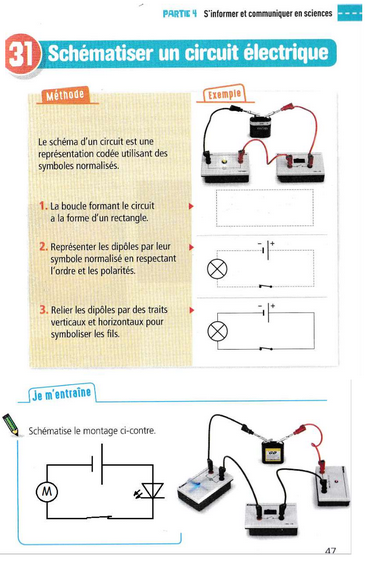 PARTIE 4 S'informer et communiquer en sciences
31 Schématiser un circuit électrique
Méthode
Exemple
Le schéma d'un circuit est une
représentation codée utilisant des
symboles normalisés.
1. La boucle formant le circuit
a la forme d'un rectangle.
2. Représenter les dipôles par leur
symbole normalisé en respectant
l'ordre et les polarités.
- +
3. Relier les dipôles par des traits
verticaux et horizontaux pour
symboliser les fils.
- +
Je m'entraîne
Schématise le montage ci-contre.
M
47